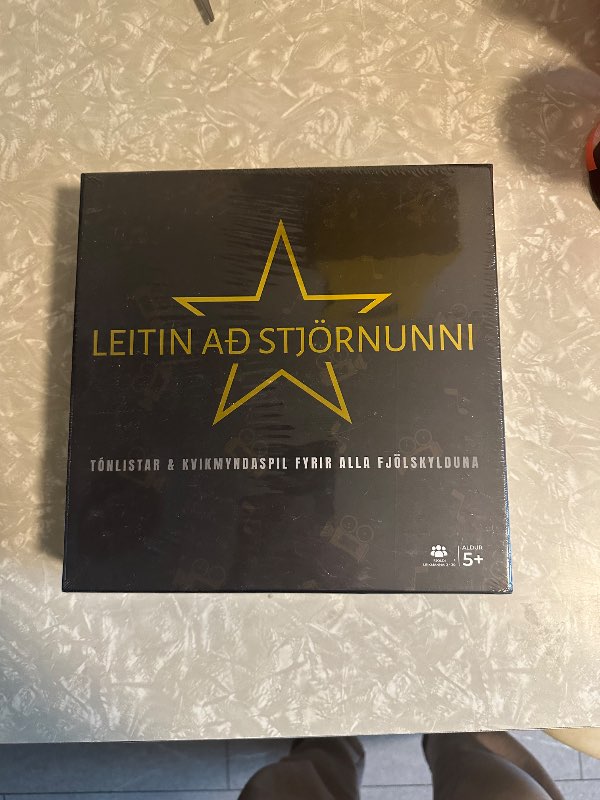 LEITIN AÐ STJÖRNUNNI
TÓNLISTAR & KVIKMYNDASPIL FYRIR ALLA FJÖLSKYLDUNA
ALDUR
5+